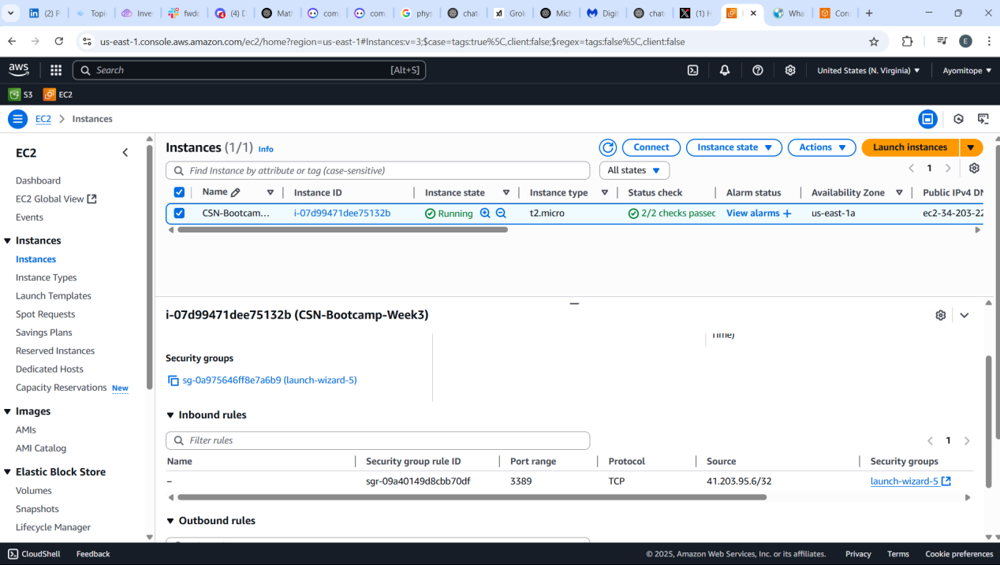 (2) P
Topi
Inve
fwdc
(4) D
Matl
com
com
phys
chat
Grok
Mich
Digit
chat
(1) H
I
Wha
Con
us-east-1.console.aws.amazon.com/ec2/home?region=us-east-1#Instances:v=3;$case=tags:true%5C,client:false;$regex=tags:false%5C,client:false
E
aws
Search
[Alt+S]
United States (N. Virginia)
Ayomitope
S3
EC2
EC2
Instances
EC2
Dashboard
EC2 Global View
Events
Instances
Instances
Instance Types
Launch Templates
Spot Requests
Savings Plans
Reserved Instances
Dedicated Hosts
Capacity Reservations New
Images
AMIs
AMI Catalog
Elastic Block Store
Volumes
Snapshots
Lifecycle Manager
Instances (1/1) Info
Connect
Instance state
Actions
Launch instances
Find Instance by attribute or tag (case-sensitive)
All states
1
Name Instance ID Instance state Instance type Status check Alarm status Availability Zone Public IPv4 DN
CSN-Bootcam... i-07d99471dee75132b Running t2.micro 2/2 checks passed View alarms + us-east-1a ec2-34-203-22
i-07d99471dee75132b (CSN-Bootcamp-Week3)
Time)
Security groups
sg-0a975646ff8e7a6b9 (launch-wizard-5)
Inbound rules
Filter rules
1
Name Security group rule ID Port range Protocol Source Security groups
– sgr-09a40149d8cbb70df 3389 TCP 41.203.95.6/32 launch-wizard-5
Outbound rules
CloudShell Feedback © 2025, Amazon Web Services, Inc. or its affiliates. Privacy Terms Cookie preferences